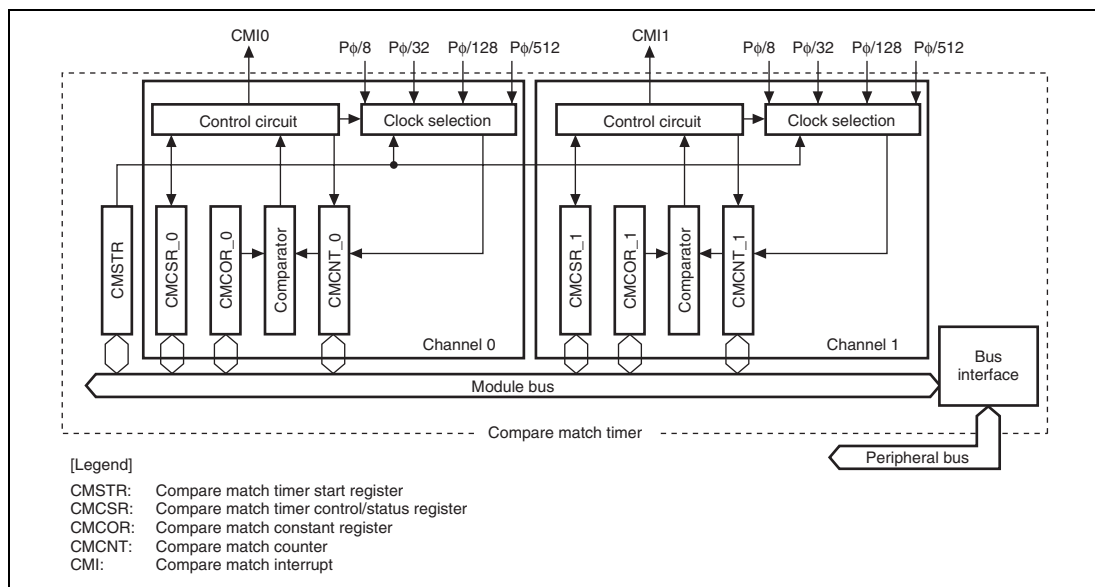 CMI0 Pφ/8 Pφ/32 Pφ/128 Pφ/512 CMI1 Pφ/8 Pφ/32 Pφ/128 Pφ/512
Control circuit Clock selection Control circuit Clock selection
CMSTR
CMCSR_0
CMCOR_0
Comparator
CMCNT_0
CMCSR_1
CMCOR_1
Comparator
CMCNT_1
Channel 0 Channel 1
Bus
interface
Module bus
Compare match timer
Peripheral bus
[Legend]
CMSTR: Compare match timer start register
CMCSR: Compare match timer control/status register
CMCOR: Compare match constant register
CMCNT: Compare match counter
CMI: Compare match interrupt